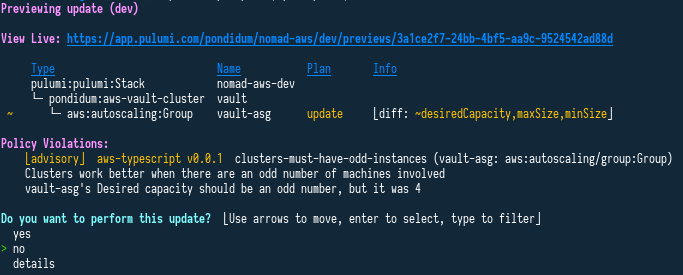 Previewing update (dev)
View Live: https://app.pulumi.com/pondidum/nomad-aws/dev/previews/3a1ce2f7-24bb-4bf5-aa9c-9524542ad88d
Type Name Plan Info
pulumi:pulumi:Stack nomad-aws-dev
└─ pondidum:aws-vault-cluster vault
~ └─ aws:autoscaling:Group vault-asg update [diff: ~desiredCapacity,maxSize,minSize]
Policy Violations:
[advisory] aws-typescript v0.0.1 clusters-must-have-odd-instances (vault-asg: aws:autoscaling/group:Group)
Clusters work better when there are an odd number of machines involved
vault-asg's Desired capacity should be an odd number, but it was 4
Do you want to perform this update? [Use arrows to move, enter to select, type to filter]
yes
> no
details